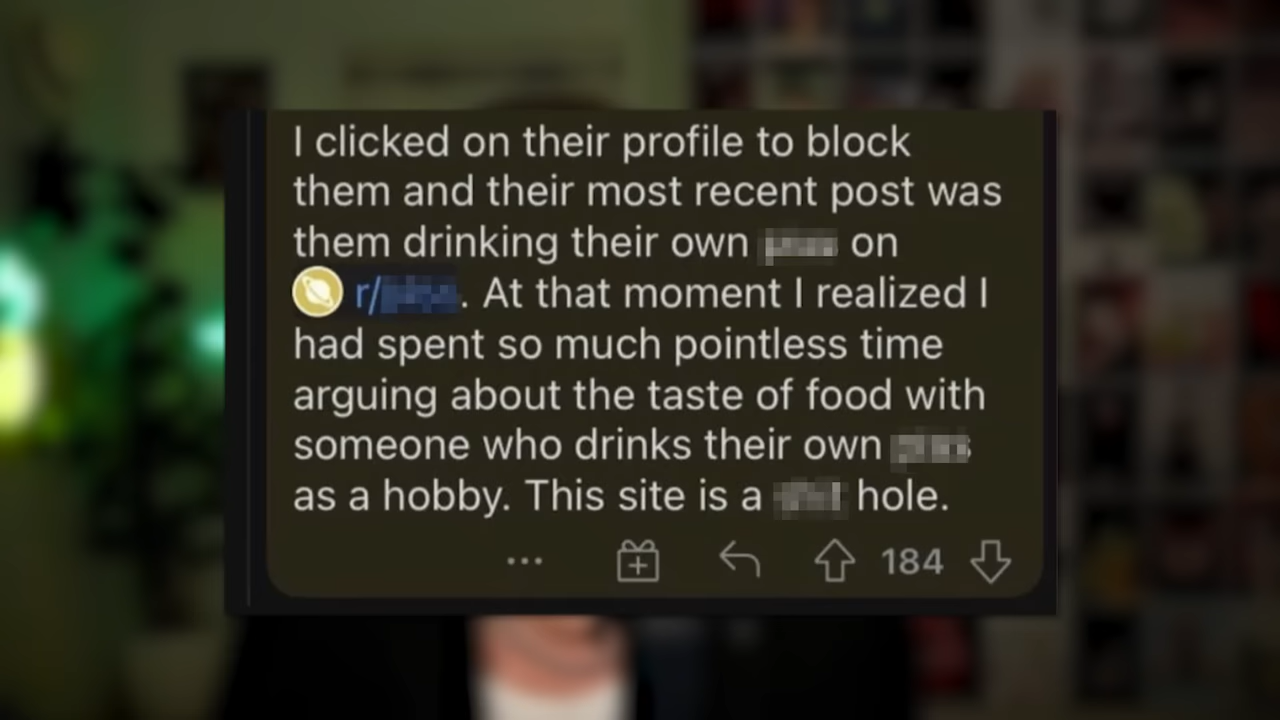 I clicked on their profile to block
them and their most recent post was
them drinking their own on
r/ . At that moment I realized I
had spent so much pointless time
arguing about the taste of food with
someone who drinks their own
as a hobby. This site is a hole.
184